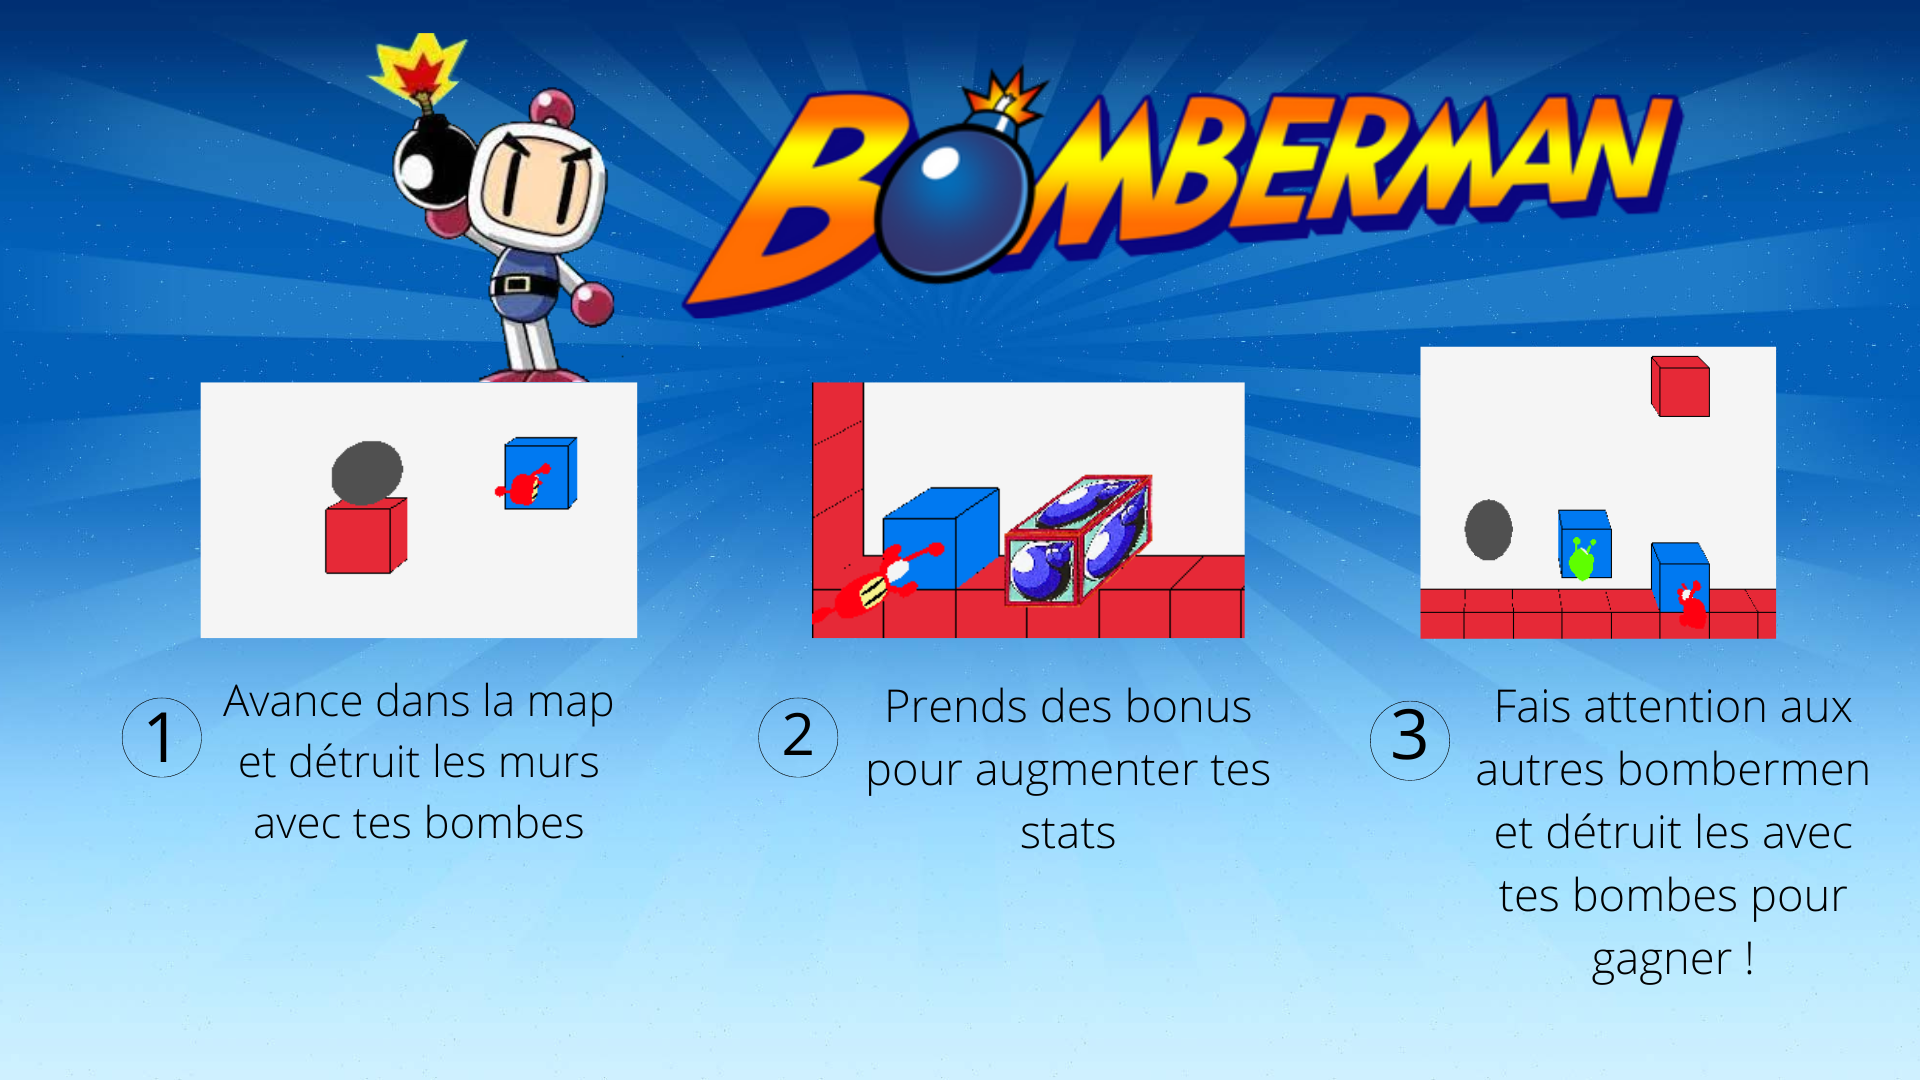 BOMBERMAN
1
Avance dans la map
et détruit les murs
avec tes bombes
2
Prends des bonus
pour augmenter tes
stats
3
Fais attention aux
autres bombermen
et détruit les avec
tes bombes pour
gagner !